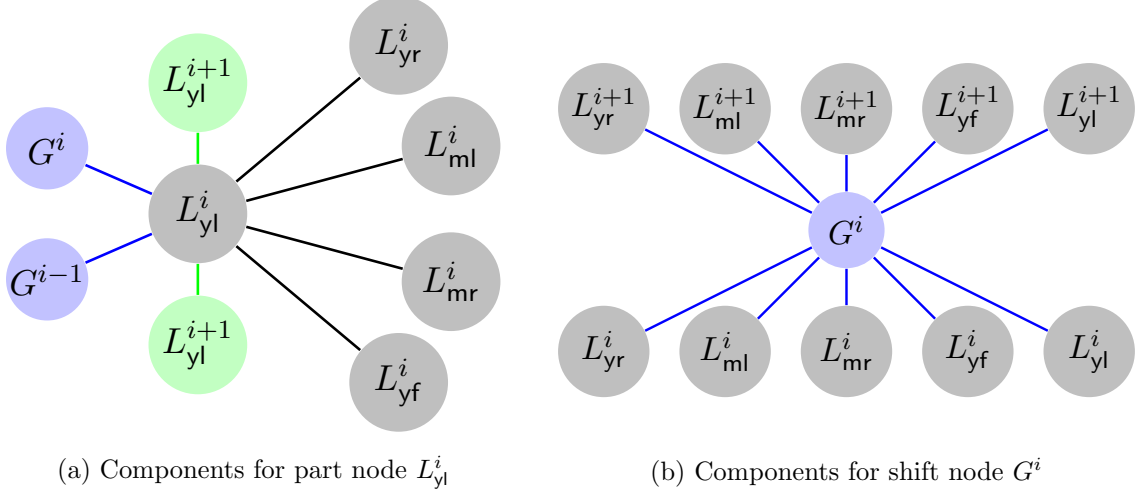 L^i_yr
L^{i+1}_yl
L^i_ml
G^i
L^i_yl
G^{i-1}
L^i_mr
L^{i+1}_yl
L^i_yf
(a) Components for part node L^i_yl
L^{i+1}_yr L^{i+1}_ml L^{i+1}_mr L^{i+1}_yf L^{i+1}_yl
G^i
L^i_yr L^i_ml L^i_mr L^i_yf L^i_yl
(b) Components for shift node G^i